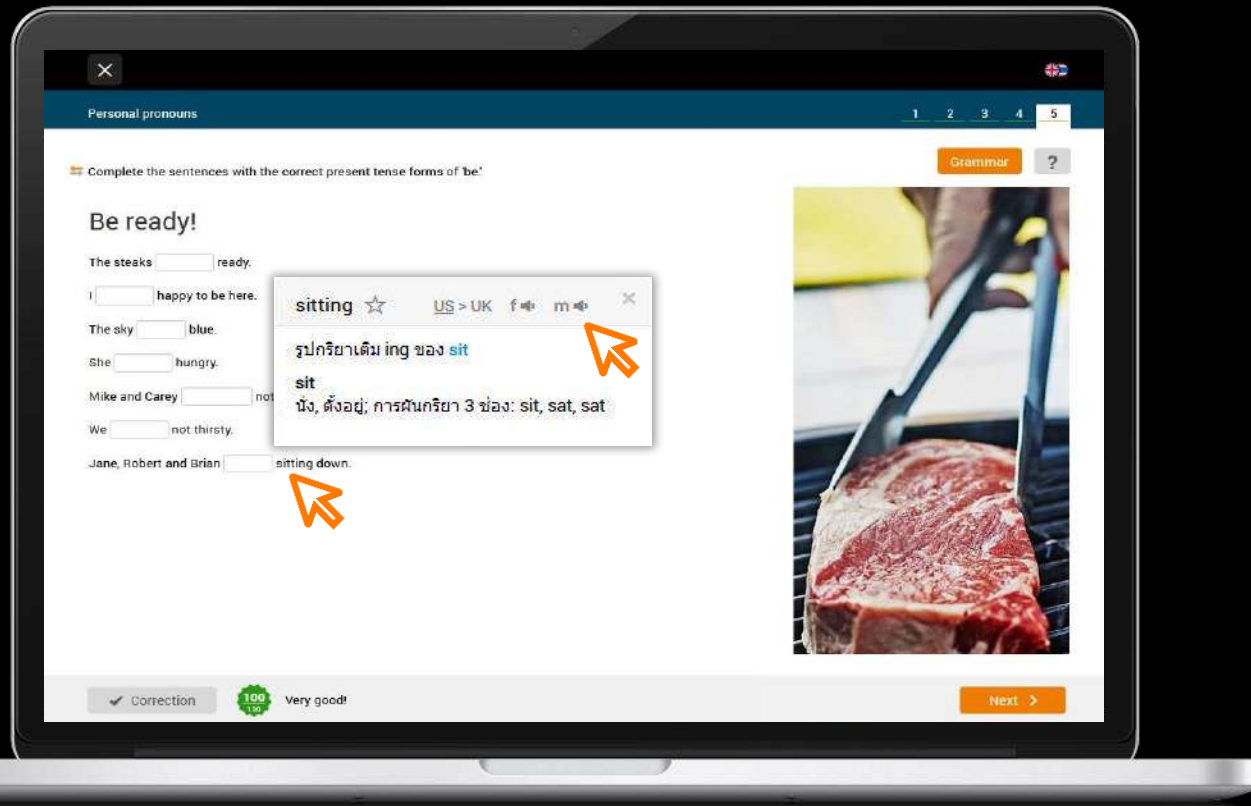 Personal pronouns
1 2 3 4 5
Complete the sentences with the correct present tense forms of 'be.'
Grammar ?
Be ready!
The steaks ready.
I happy to be here.
The sky blue.
She hungry.
Mike and Carey not
We not thirsty.
Jane, Robert and Brian sitting down.
sitting US > UK f m
รูปกริยาเติม ing ของ sit
sit
นั่ง, ตั้งอยู่; การผันกริยา 3 ช่อง: sit, sat, sat
Correction 100 Very good! Next